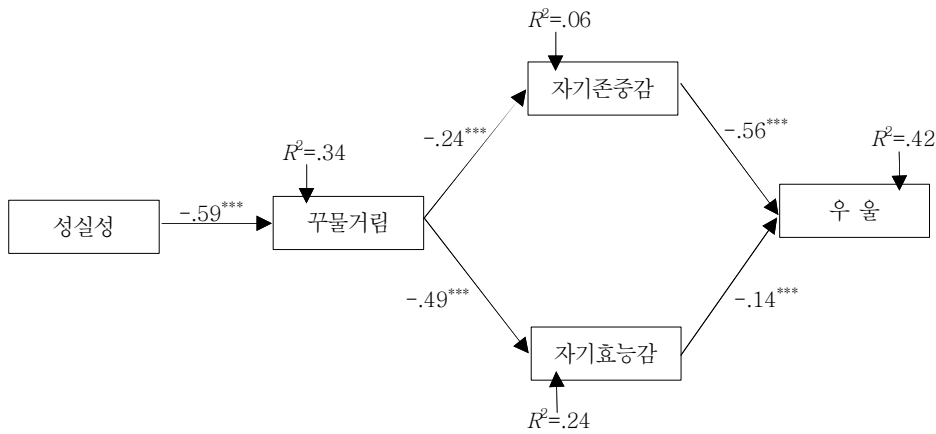 R²=.06
자기존중감
-.24***
-.56***
R²=.34
R²=.42
성실성
-.59***
꾸물거림
우 울
-.49***
-.14***
자기효능감
R²=.24